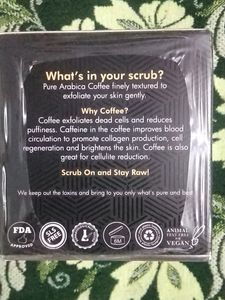 What's in your scrub?
Pure Arabica Coffee finely textured to
exfoliate your skin gently.
Why Coffee?
Coffee exfoliates dead cells and reduces
puffiness. Caffeine in the coffee improves blood
circulation to promote collagen production, cell
regeneration and brightens the skin. Coffee is also
great for cellulite reduction.
Scrub On and Stay Raw!
We keep out the toxins and bring to you only what's pure and best
FDA
APPROVED
SLS
FREE
6M
ANIMAL
TEST FREE
VEGAN